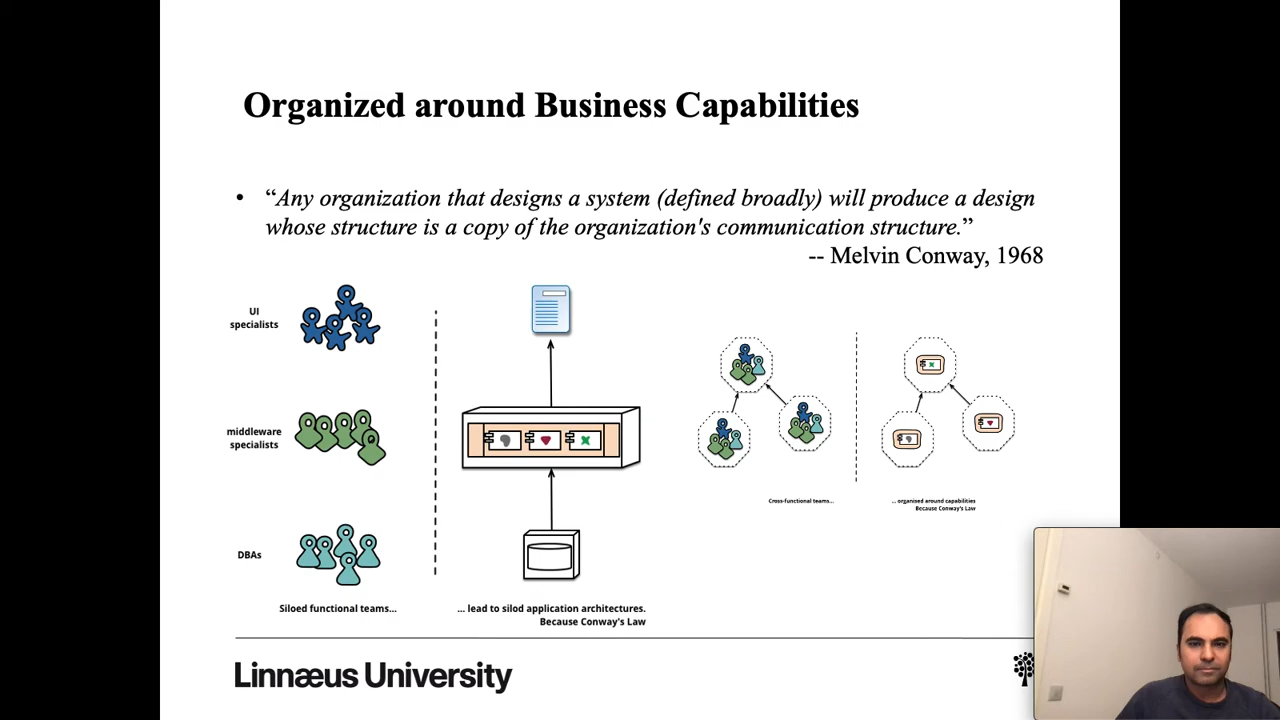 Organized around Business Capabilities
• “Any organization that designs a system (defined broadly) will produce a design
whose structure is a copy of the organization's communication structure.”
-- Melvin Conway, 1968
UI
specialists
middleware
specialists
DBAs
Siloed functional teams...
... lead to silod application architectures.
Because Conway's Law
Cross-functional teams...
... organised around capabilities
Because Conway's Law
Linnæus University